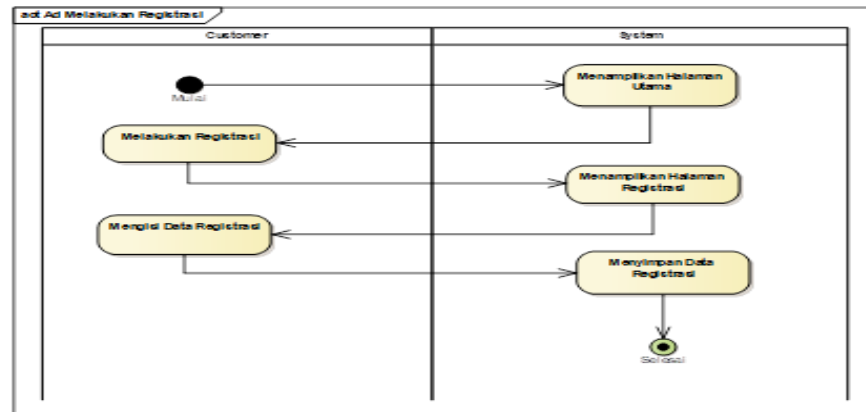 act Ad Melakukan Registrasi
Customer
System
Mulai
Menampilkan Halaman
Utama
Melakukan Registrasi
Menampilkan Halaman
Registrasi
Mengisi Data Registrasi
Menyimpan Data
Registrasi
Selesai